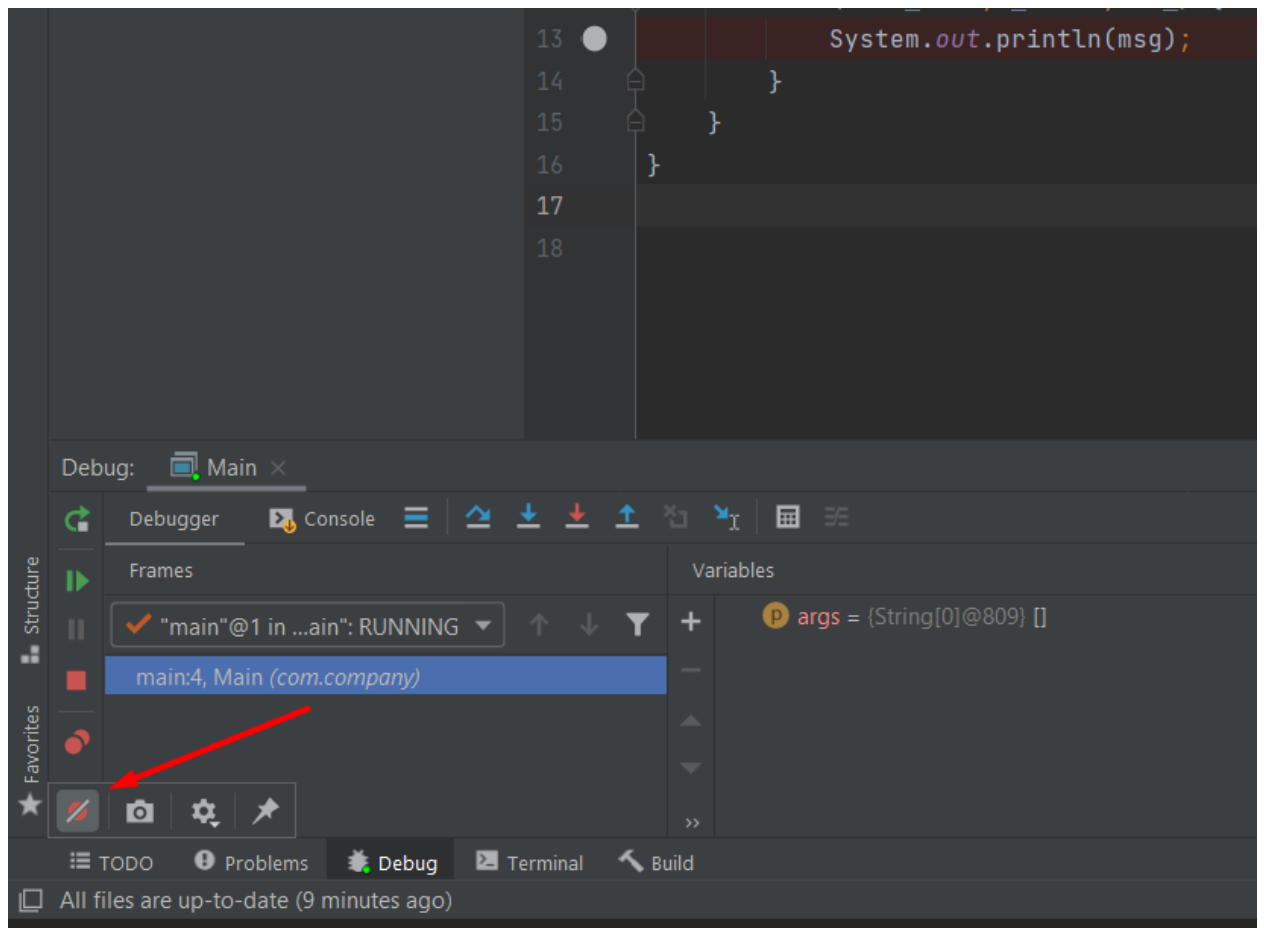 13 System.out.println(msg);
14 }
15 }
16 }
17
18
Debug: Main
Debugger Console
Frames Variables
"main"@1 in ...ain": RUNNING
args = {String[0]@809} []
main:4, Main (com.company)
Structure
Favorites
TODO Problems Debug Terminal Build
All files are up-to-date (9 minutes ago)